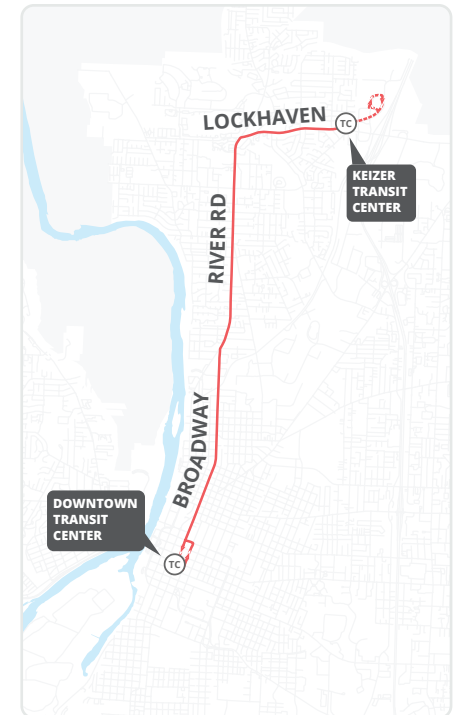 LOCKHAVEN
TC
KEIZER
TRANSIT
CENTER
RIVER RD
BROADWAY
DOWNTOWN
TRANSIT
CENTER
TC